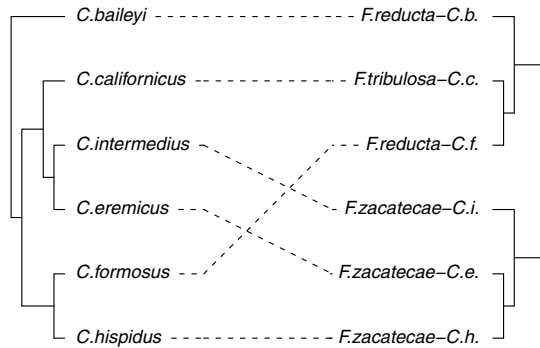 C.baileyi F.reducta–C.b.
C.californicus F.tribulosa–C.c.
C.intermedius F.reducta–C.f.
C.eremicus F.zacatecae–C.i.
C.formosus F.zacatecae–C.e.
C.hispidus F.zacatecae–C.h.